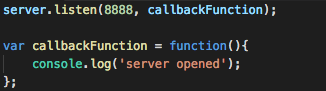 server.listen(8888, callbackFunction);
var callbackFunction = function(){
console.log('server opened');
};